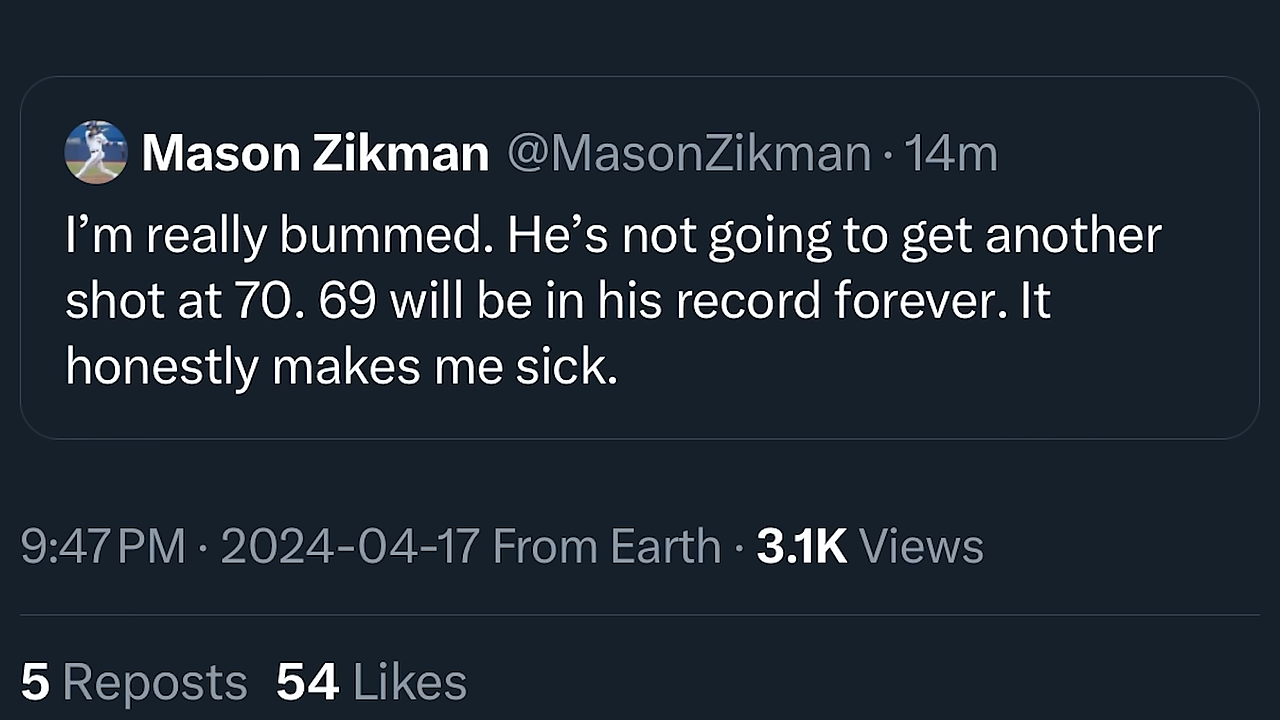 Mason Zikman @MasonZikman · 14m
I’m really bummed. He’s not going to get another
shot at 70. 69 will be in his record forever. It
honestly makes me sick.
9:47 PM · 2024-04-17 From Earth · 3.1K Views
5 Reposts 54 Likes